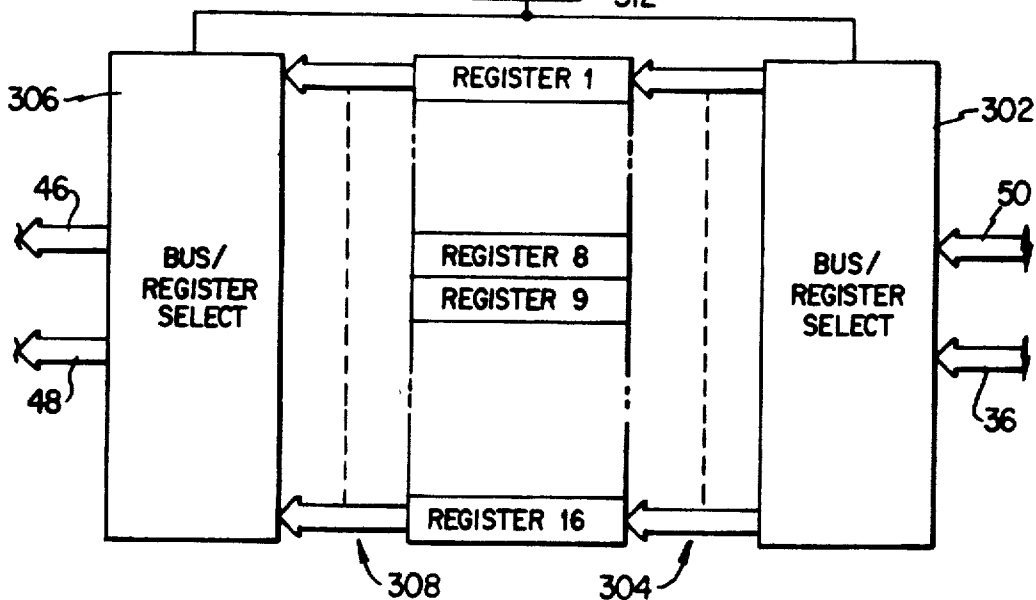 312
REGISTER 1
306
302
46
50
REGISTER 8
BUS/
REGISTER
SELECT
BUS/
REGISTER
SELECT
REGISTER 9
48
36
REGISTER 16
308
304